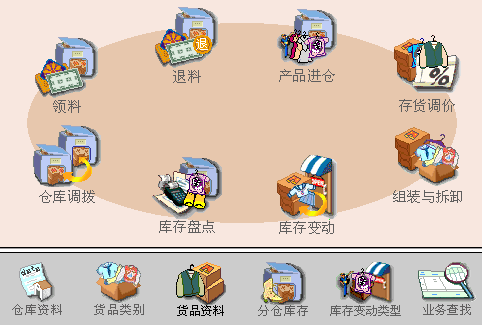 退料
产品进仓
领料
存货调价
仓库调拨
组装与拆卸
库存盘点
库存变动
仓库资料
货品类别
货品资料
分仓库存
库存变动类型
业务查找
退
%